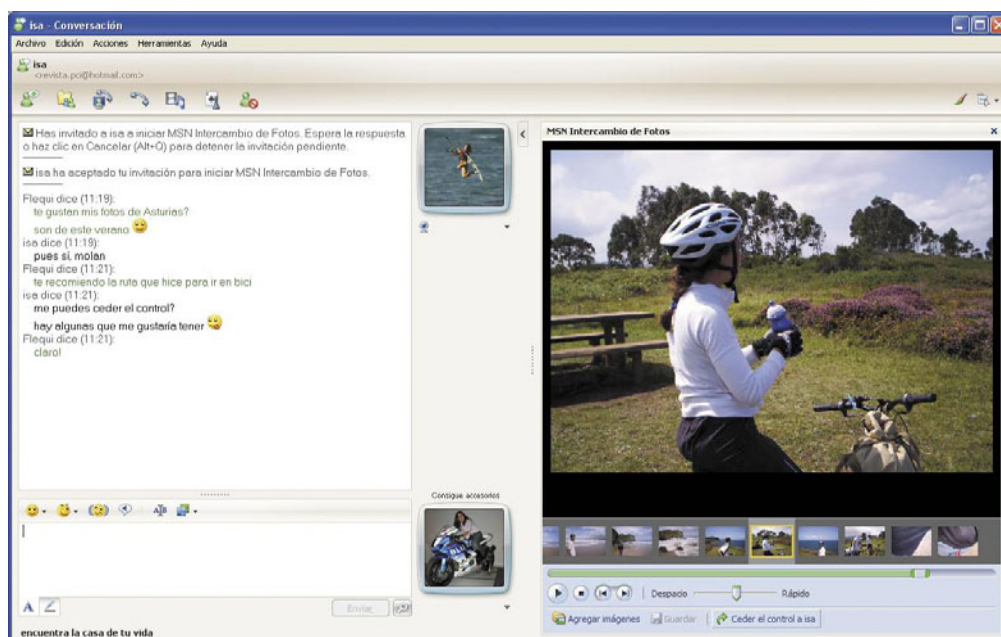 isa - Conversación
Archivo Edición Acciones Herramientas Ayuda
isa
<revista.pci@hotmail.com>
Has invitado a isa a iniciar MSN Intercambio de Fotos. Espera la respuesta
o haz clic en Cancelar (Alt+Q) para detener la invitación pendiente.
isa ha aceptado tu invitación para iniciar MSN Intercambio de Fotos.
Flequi dice (11:19):
te gustan mis fotos de Asturias?
son de este verano
isa dice (11:19):
pues si, molan
Flequi dice (11:21):
te recomiendo la ruta que hice para ir en bici
isa dice (11:21):
me puedes ceder el control?
hay algunas que me gustaría tener
Flequi dice (11:21):
claro!
Enviar
encuentra la casa de tu vida
Consigue accesorios
BLU
MSN Intercambio de Fotos
Despacio Rápido
Agregar imágenes Guardar Ceder el control a isa